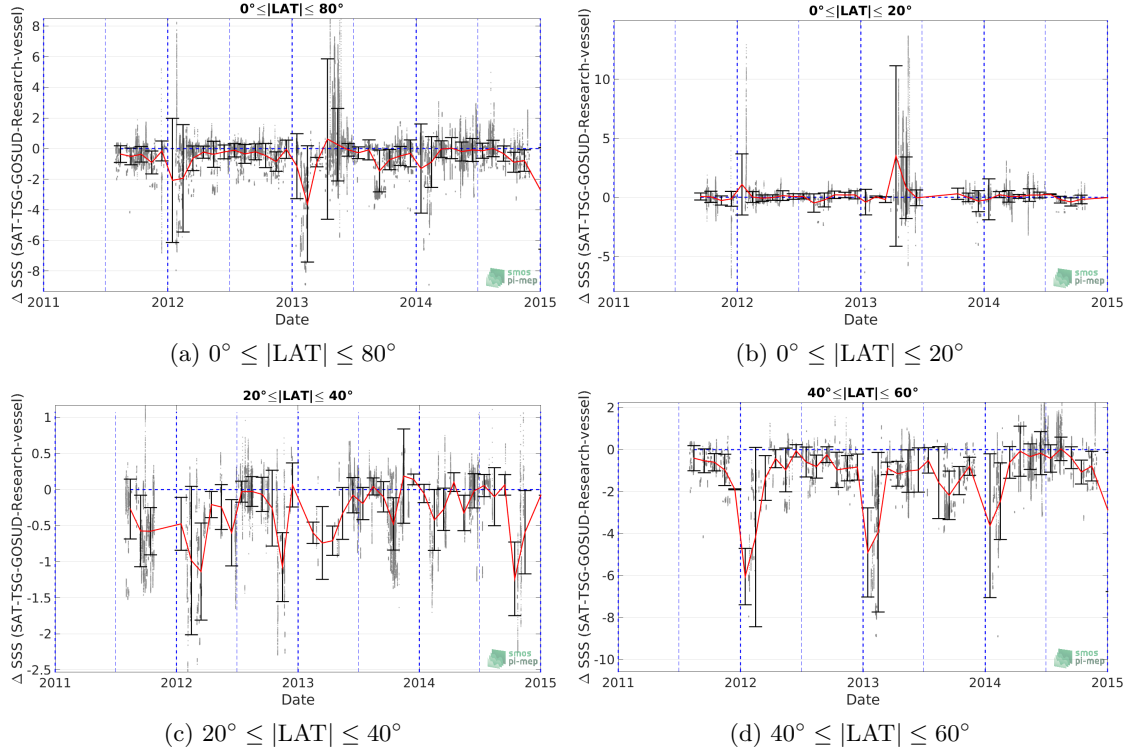 0°≤|LAT|≤ 80°
Δ SSS (SAT-TSG-GOSUD-Research-vessel)
8
6
4
2
0
-2
-4
-6
-8
2011
2012
2013
2014
2015
Date
smos
pi-mep
(a) 0° ≤ |LAT| ≤ 80°
0°≤|LAT|≤ 20°
Δ SSS (SAT-TSG-GOSUD-Research-vessel)
10
5
0
-5
2011
2012
2013
2014
2015
Date
smos
pi-mep
(b) 0° ≤ |LAT| ≤ 20°
20°≤|LAT|≤ 40°
Δ SSS (SAT-TSG-GOSUD-Research-vessel)
1
0.5
0
-0.5
-1
-1.5
-2
-2.5
2011
2012
2013
2014
2015
Date
smos
pi-mep
(c) 20° ≤ |LAT| ≤ 40°
40°≤|LAT|≤ 60°
Δ SSS (SAT-TSG-GOSUD-Research-vessel)
2
0
-2
-4
-6
-8
-10
2011
2012
2013
2014
2015
Date
smos
pi-mep
(d) 40° ≤ |LAT| ≤ 60°